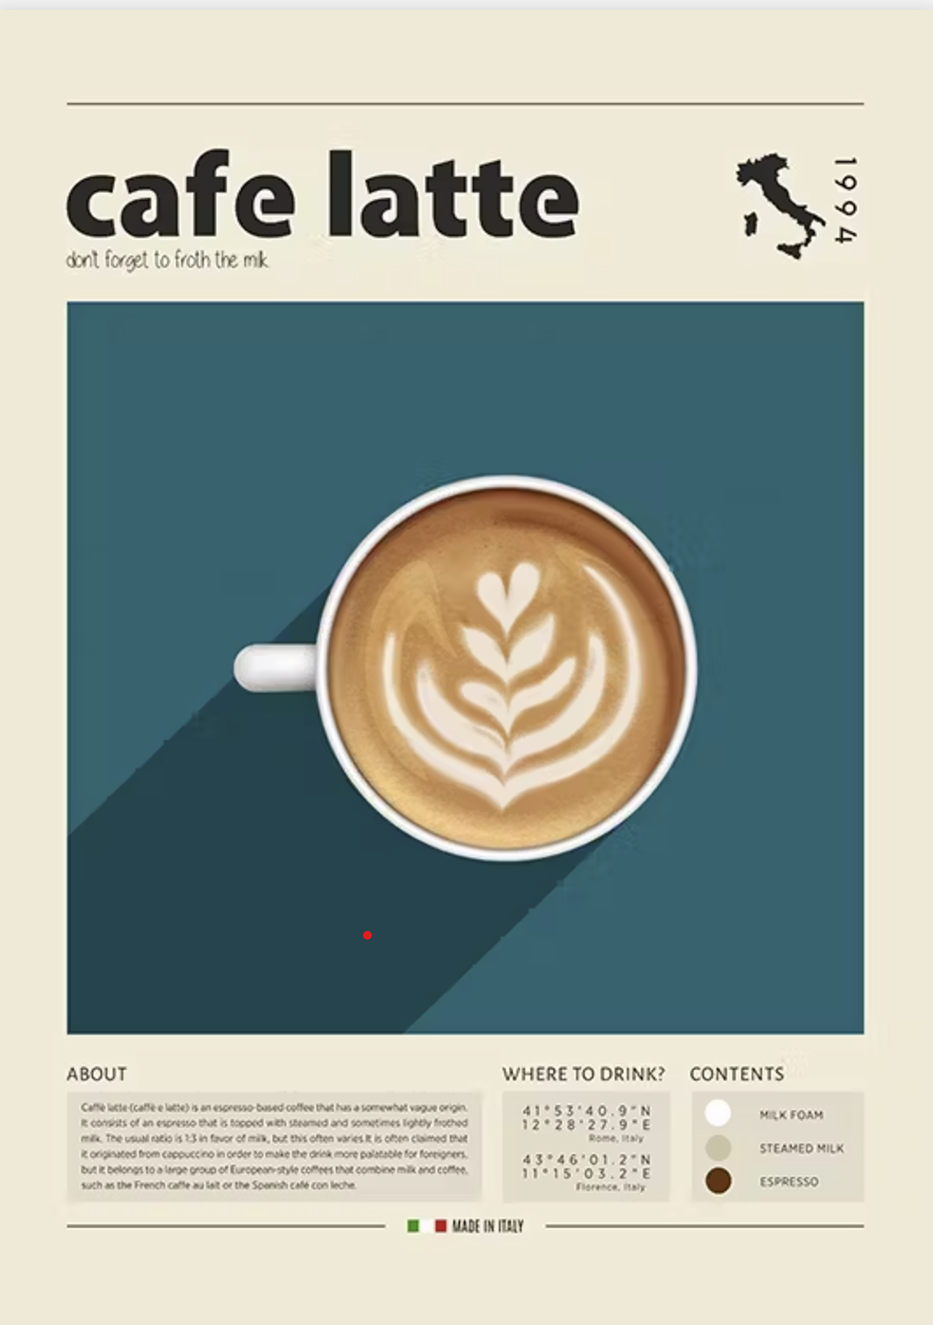 cafe latte
don't forget to froth the milk
1994
ABOUT
Caffè latte (caffè e latte) is an espresso-based coffee that has a somewhat vague origin.
It consists of an espresso that is topped with steamed and sometimes lightly frothed
milk. The usual ratio is 1:3 in favor of milk, but this often varies.It is often claimed that
it originated from cappuccino in order to make the drink more palatable for foreigners,
but it belongs to a large group of European-style coffees that combine milk and coffee,
such as the French caffe au lait or the Spanish café con leche.
WHERE TO DRINK?
41°53'40.9"N
12°28'27.9"E
Rome, Italy
43°46'01.2"N
11°15'03.2"E
Florence, Italy
CONTENTS
MILK FOAM
STEAMED MILK
ESPRESSO
MADE IN ITALY